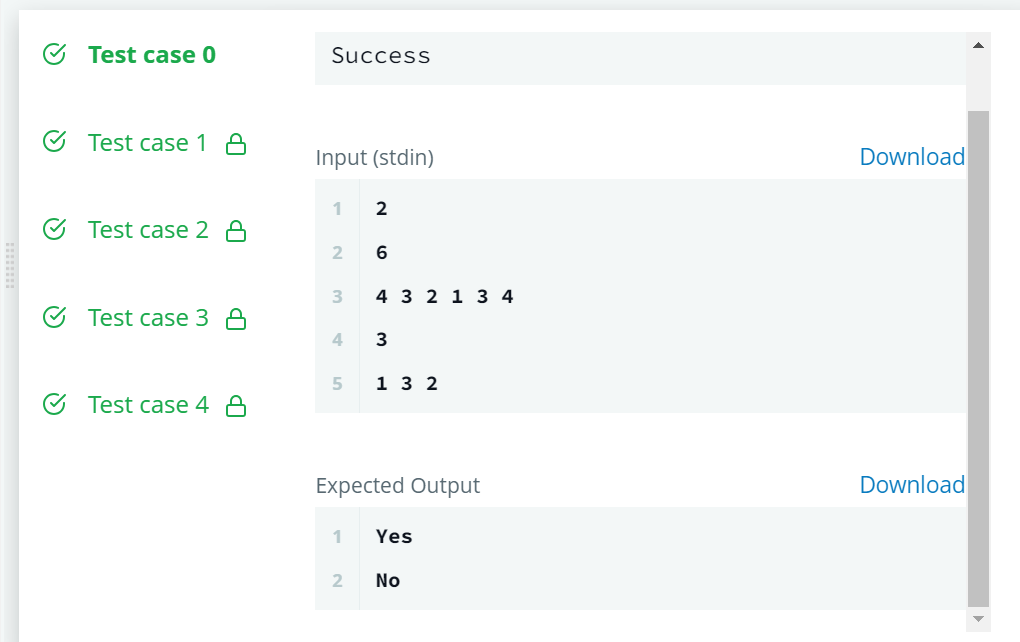 Test case 0
Test case 1
Test case 2
Test case 3
Test case 4
Success
Input (stdin)
Download
1 2
2 6
3 4 3 2 1 3 4
4 3
5 1 3 2
Expected Output
Download
1 Yes
2 No